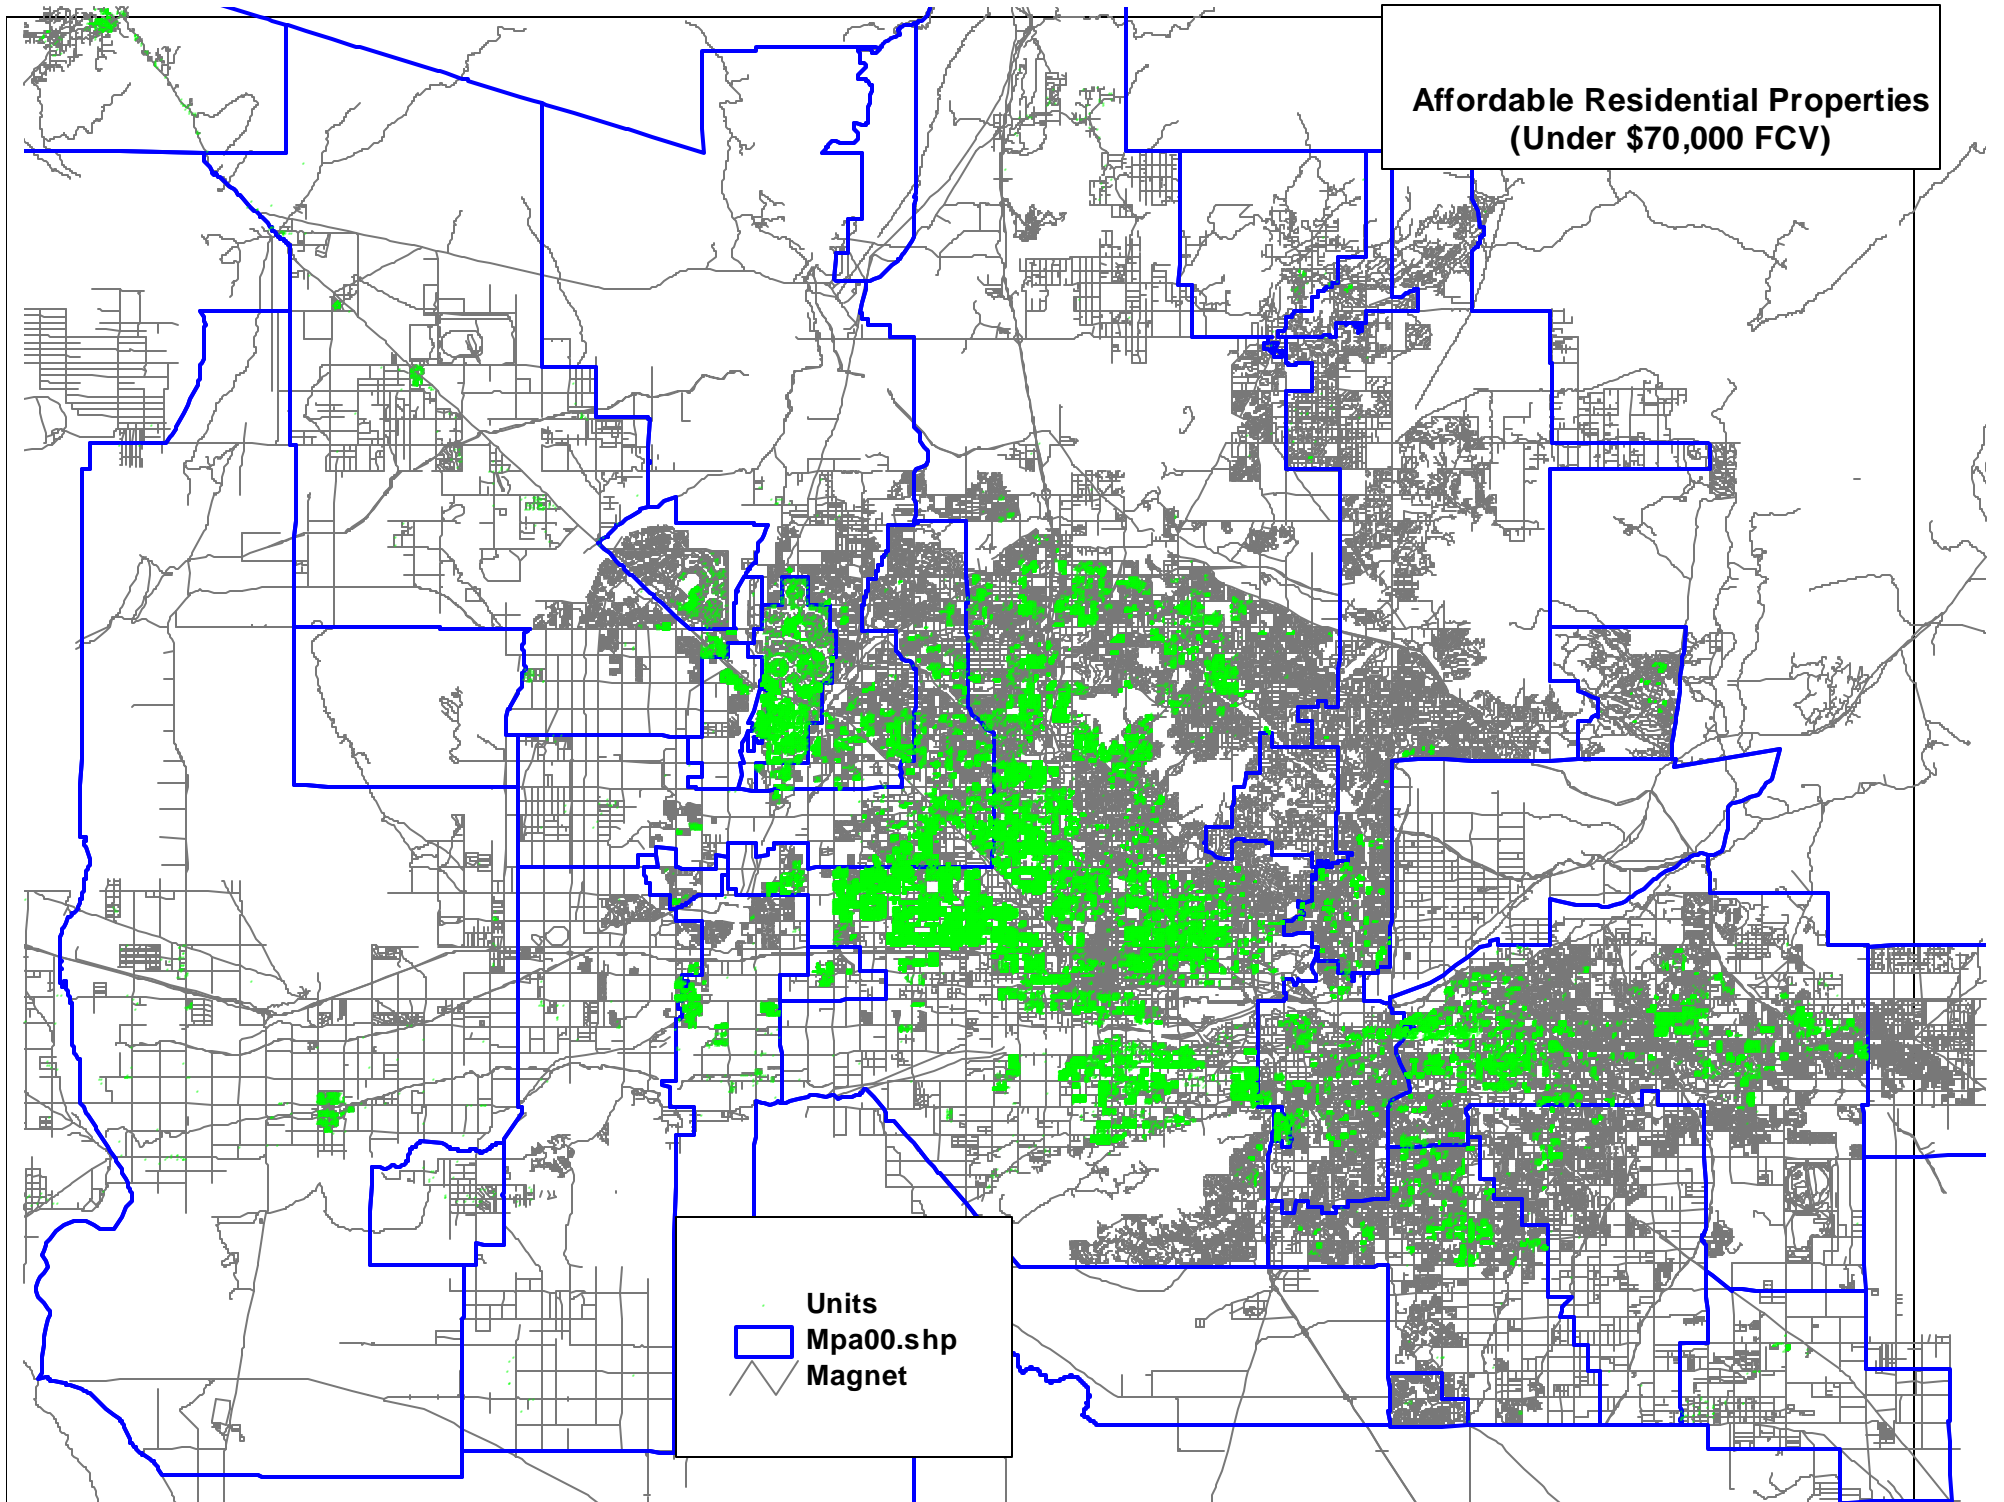 Affordable Residential Properties
(Under $70,000 FCV)
Units
Mpa00.shp
Magnet